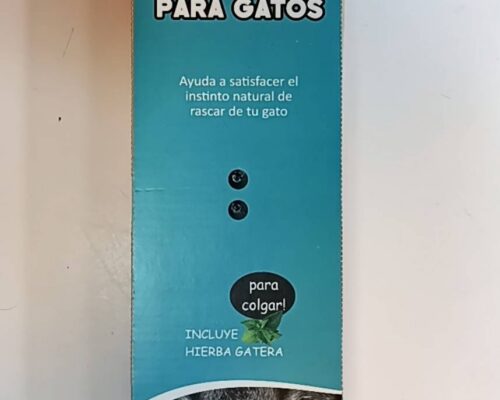 PARA GATOS
Ayuda a satisfacer el
instinto natural de
rascar de tu gato
para
colgar!
INCLUYE
HIERBA GATERA